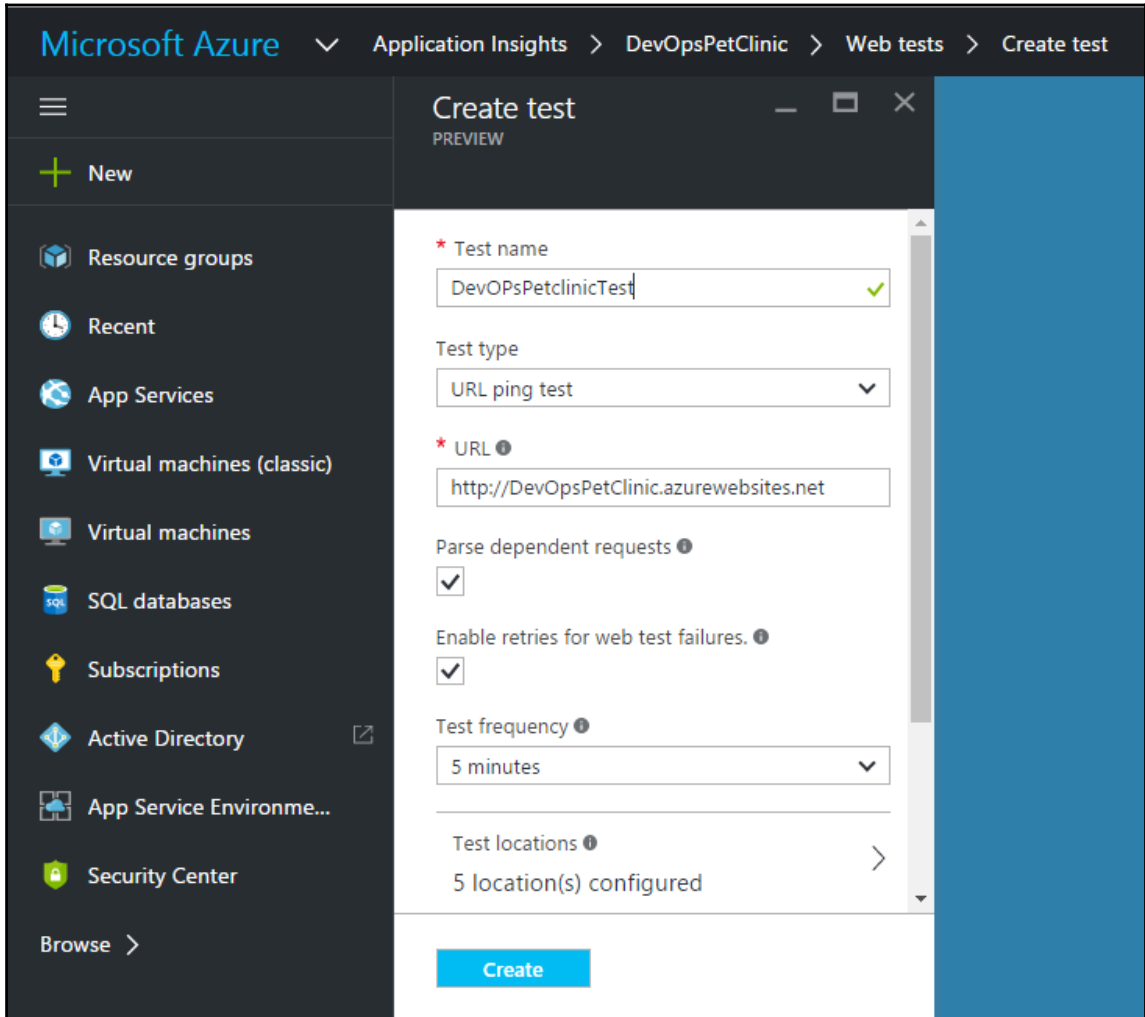 Microsoft Azure Application Insights > DevOpsPetClinic > Web tests > Create test
Create test
PREVIEW
New
Resource groups
Recent
App Services
Virtual machines (classic)
Virtual machines
SQL databases
Subscriptions
Active Directory
App Service Environme...
Security Center
Browse >
* Test name
DevOPsPetclinicTest
Test type
URL ping test
* URL
http://DevOpsPetClinic.azurewebsites.net
Parse dependent requests
Enable retries for web test failures.
Test frequency
5 minutes
Test locations
5 location(s) configured
Create